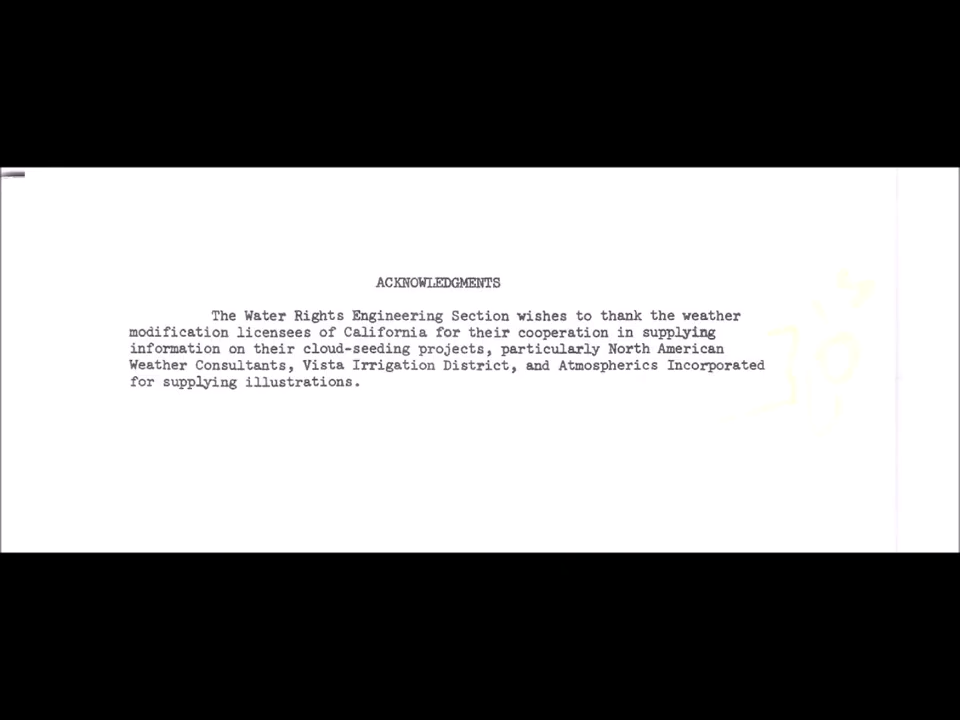 ACKNOWLEDGMENTS
The Water Rights Engineering Section wishes to thank the weather
modification licensees of California for their cooperation in supplying
information on their cloud-seeding projects, particularly North American
Weather Consultants, Vista Irrigation District, and Atmospherics Incorporated
for supplying illustrations.